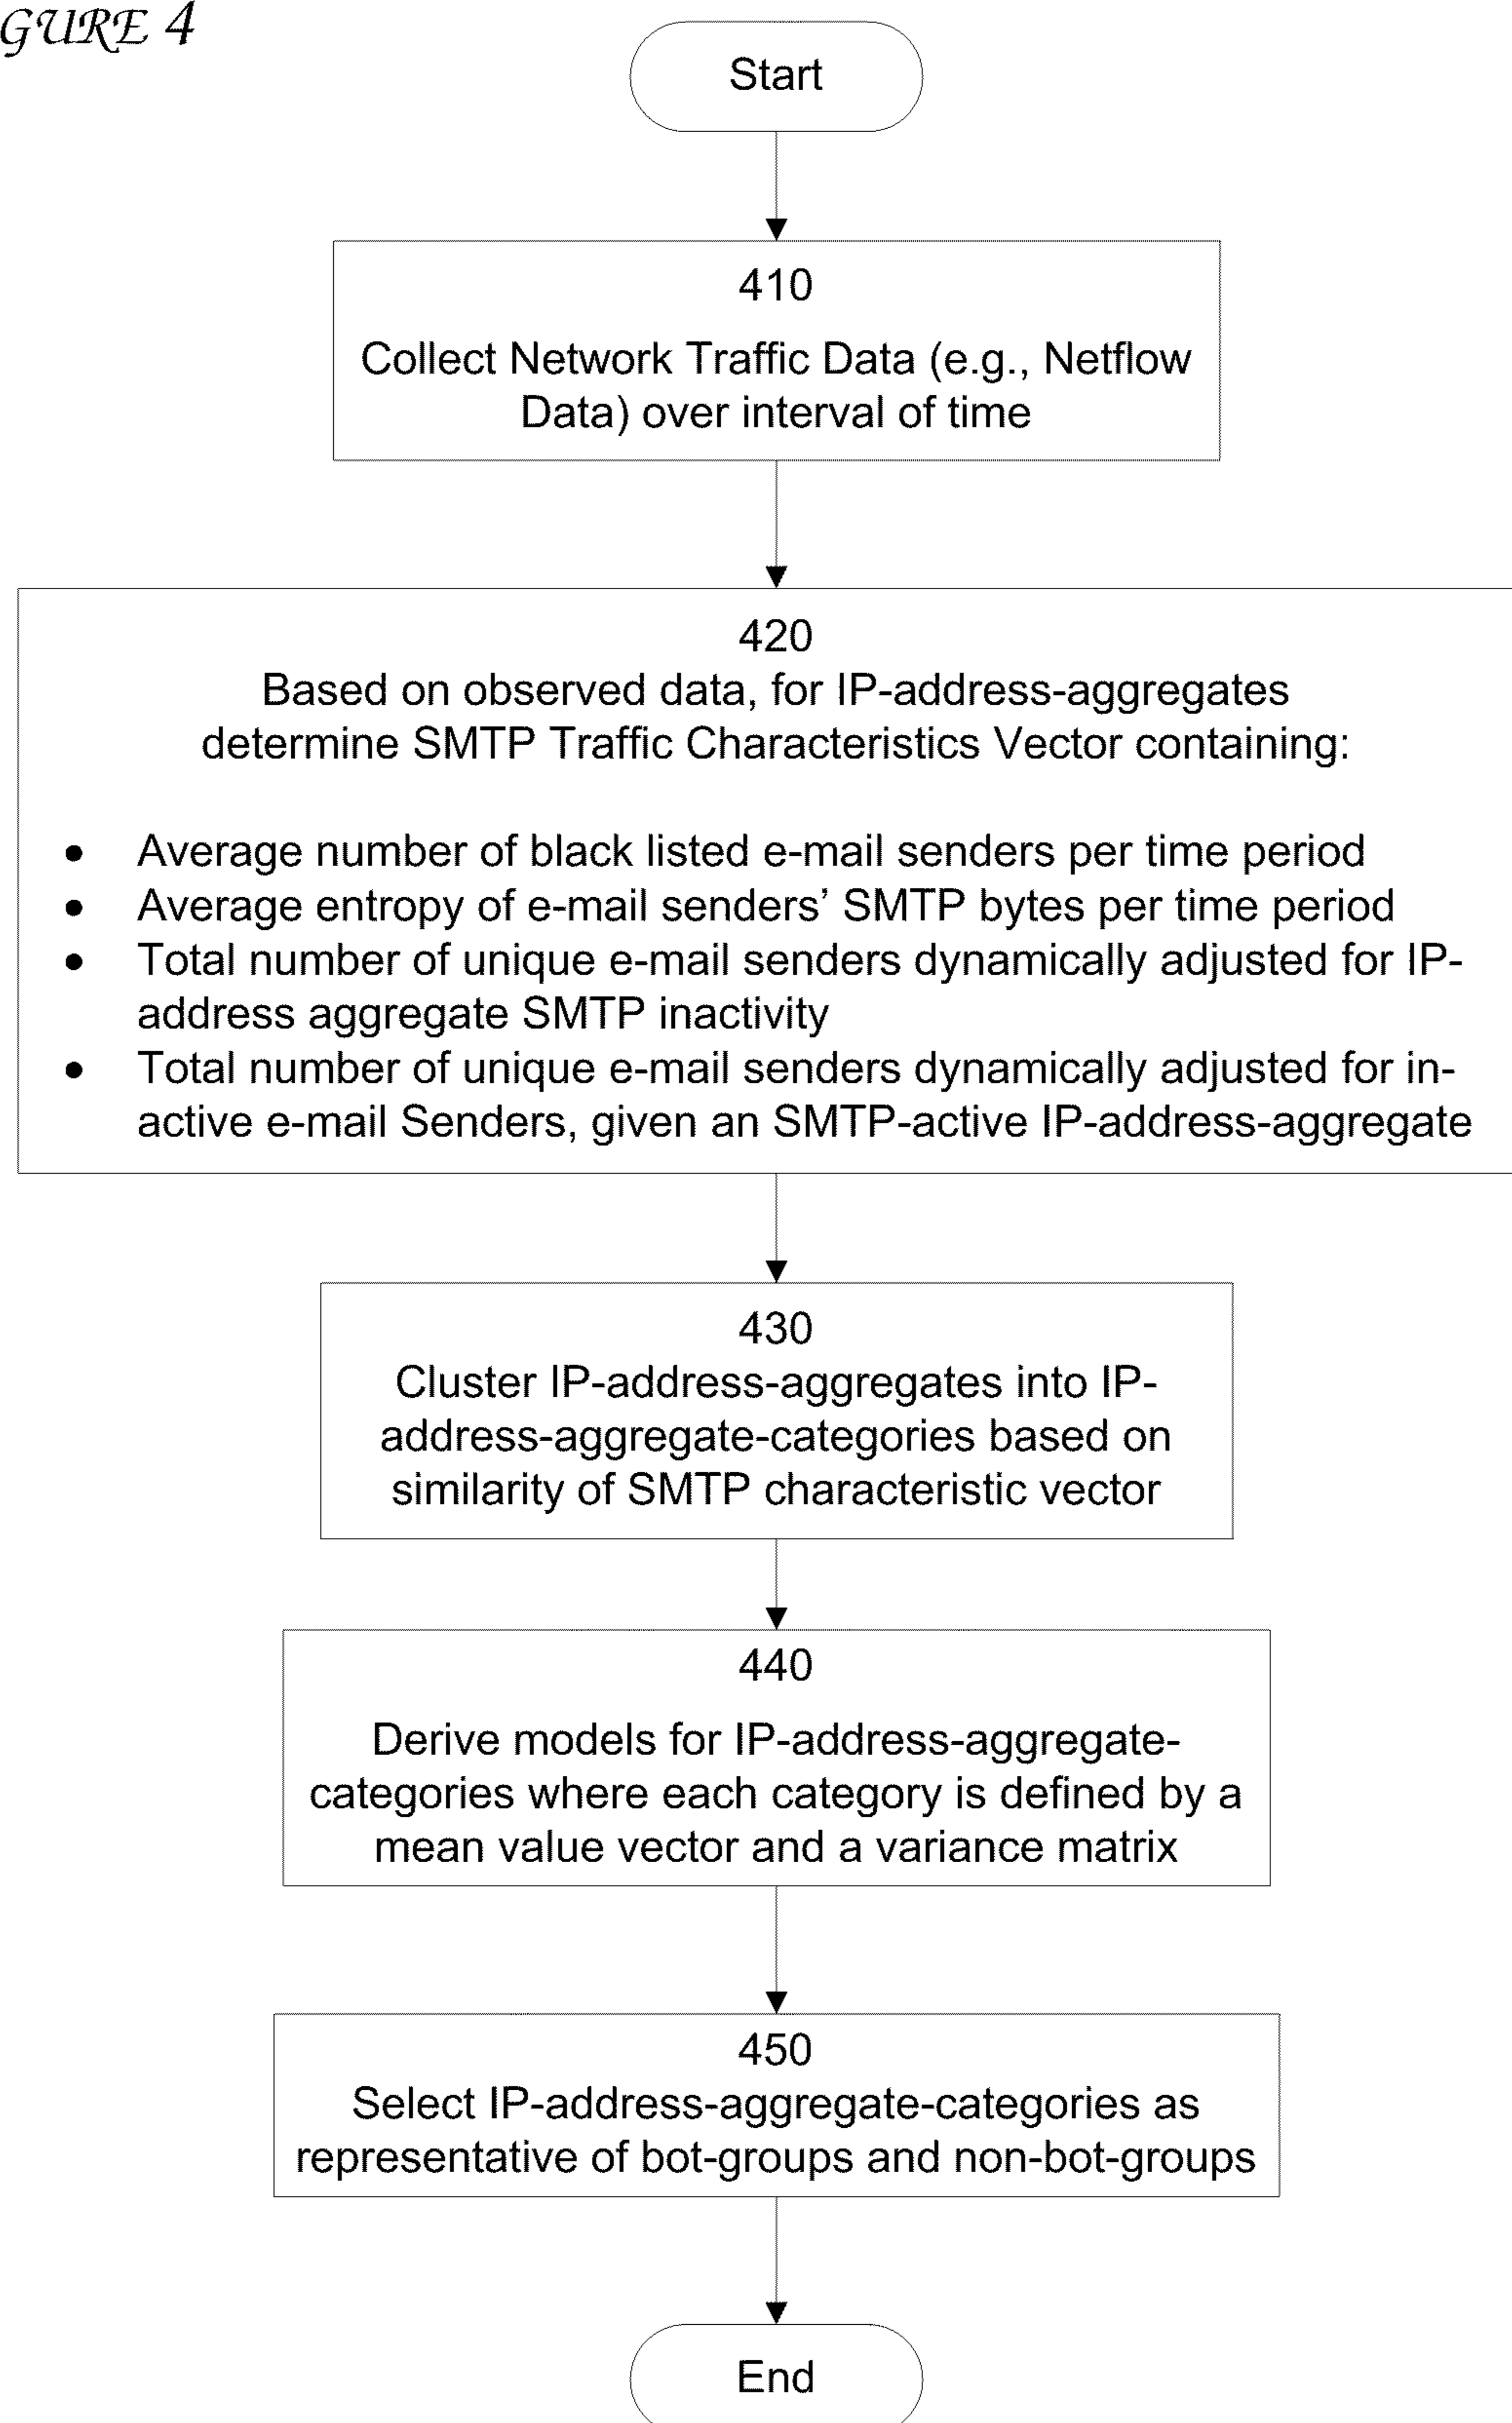 GURE 4
Start
410
Collect Network Traffic Data (e.g., Netflow
Data) over interval of time
420
Based on observed data, for IP-address-aggregates
determine SMTP Traffic Characteristics Vector containing:
• Average number of black listed e-mail senders per time period
• Average entropy of e-mail senders’ SMTP bytes per time period
• Total number of unique e-mail senders dynamically adjusted for IP-
address aggregate SMTP inactivity
• Total number of unique e-mail senders dynamically adjusted for in-
active e-mail Senders, given an SMTP-active IP-address-aggregate
430
Cluster IP-address-aggregates into IP-
address-aggregate-categories based on
similarity of SMTP characteristic vector
440
Derive models for IP-address-aggregate-
categories where each category is defined by a
mean value vector and a variance matrix
450
Select IP-address-aggregate-categories as
representative of bot-groups and non-bot-groups
End